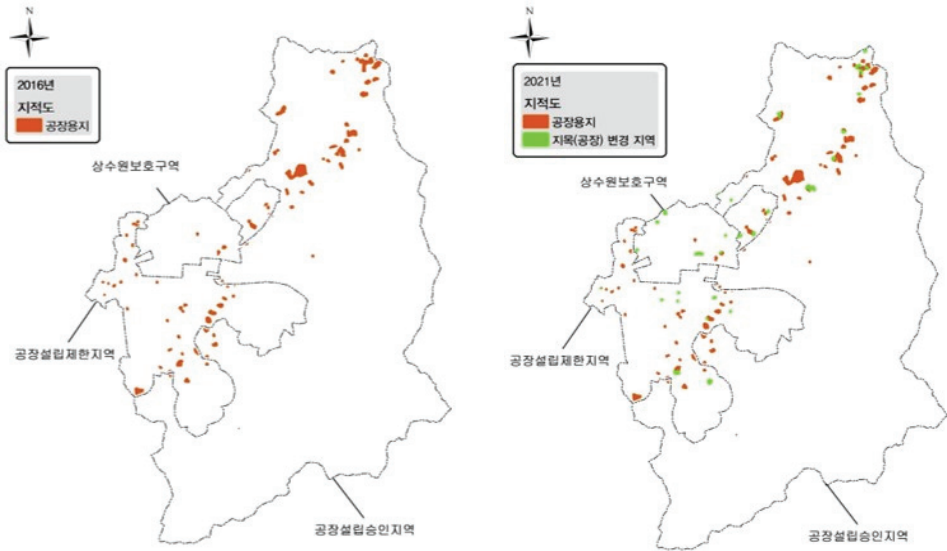 N
2016년
지적도
공장용지
상수원보호구역
공장설립제한지역
공장설립승인지역
N
2021년
지적도
공장용지
지목(공장) 변경 지역
상수원보호구역
공장설립제한지역
공장설립승인지역